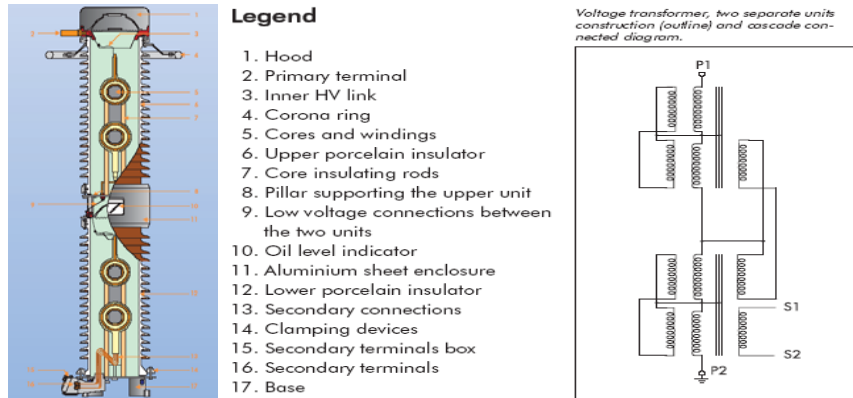 Legend
1. Hood
2. Primary terminal
3. Inner HV link
4. Corona ring
5. Cores and windings
6. Upper porcelain insulator
7. Core insulating rods
8. Pillar supporting the upper unit
9. Low voltage connections between
the two units
10. Oil level indicator
11. Aluminium sheet enclosure
12. Lower porcelain insulator
13. Secondary connections
14. Clamping devices
15. Secondary terminals box
16. Secondary terminals
17. Base
Voltage transformer, two separate units
construction (outline) and cascade con-
nected diagram.
P1
S1
S2
P2